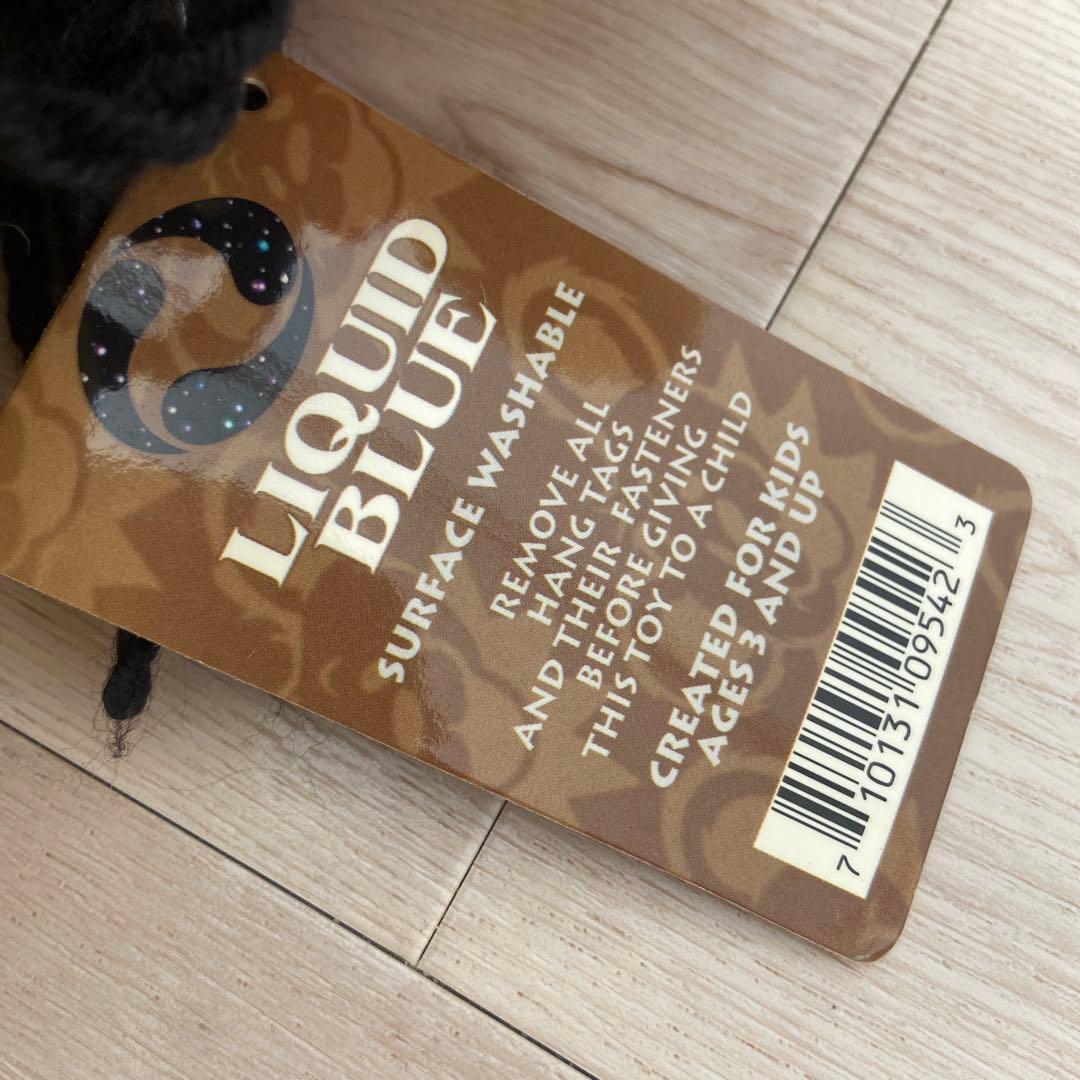 LIQUID
BLUE
SURFACE WASHABLE
REMOVE ALL
HANG TAGS
AND THEIR FASTENERS
BEFORE GIVING
THIS TOY TO A CHILD
CREATED FOR KIDS
AGES 3 AND UP
7 10131 09542 3